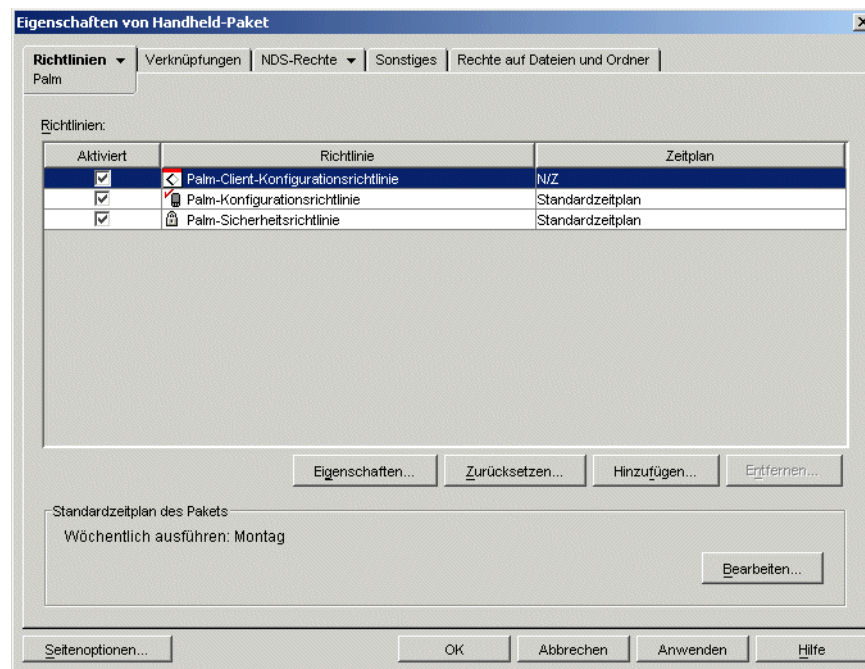 Eigenschaften von Handheld-Paket
Richtlinien Verknüpfungen NDS-Rechte Sonstiges Rechte auf Dateien und Ordner
Palm
Richtlinien:
Aktiviert Richtlinie Zeitplan
Palm-Client-Konfigurationsrichtlinie N/Z
Palm-Konfigurationsrichtlinie Standardzeitplan
Palm-Sicherheitsrichtlinie Standardzeitplan
Eigenschaften... Zurücksetzen... Hinzufügen... Entfernen...
Standardzeitplan des Pakets
Wöchentlich ausführen: Montag
Bearbeiten...
Seitenoptionen... OK Abbrechen Anwenden Hilfe